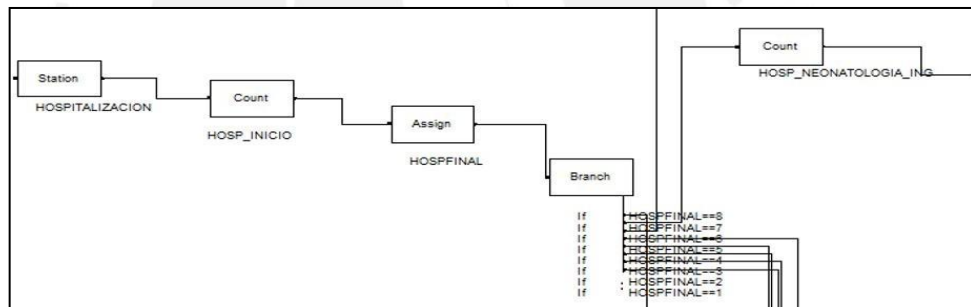 Station
HOSPITALIZACION
Count
HOSP_INICIO
Assign
HOSPFINAL
Branch
Count
HOSP_NEONATOLOGIA_ING
If HOSPFINAL==8
If HOSPFINAL==7
If HOSPFINAL==6
If HOSPFINAL==5
If HOSPFINAL==4
If HOSPFINAL==3
If HOSPFINAL==2
If HOSPFINAL==1